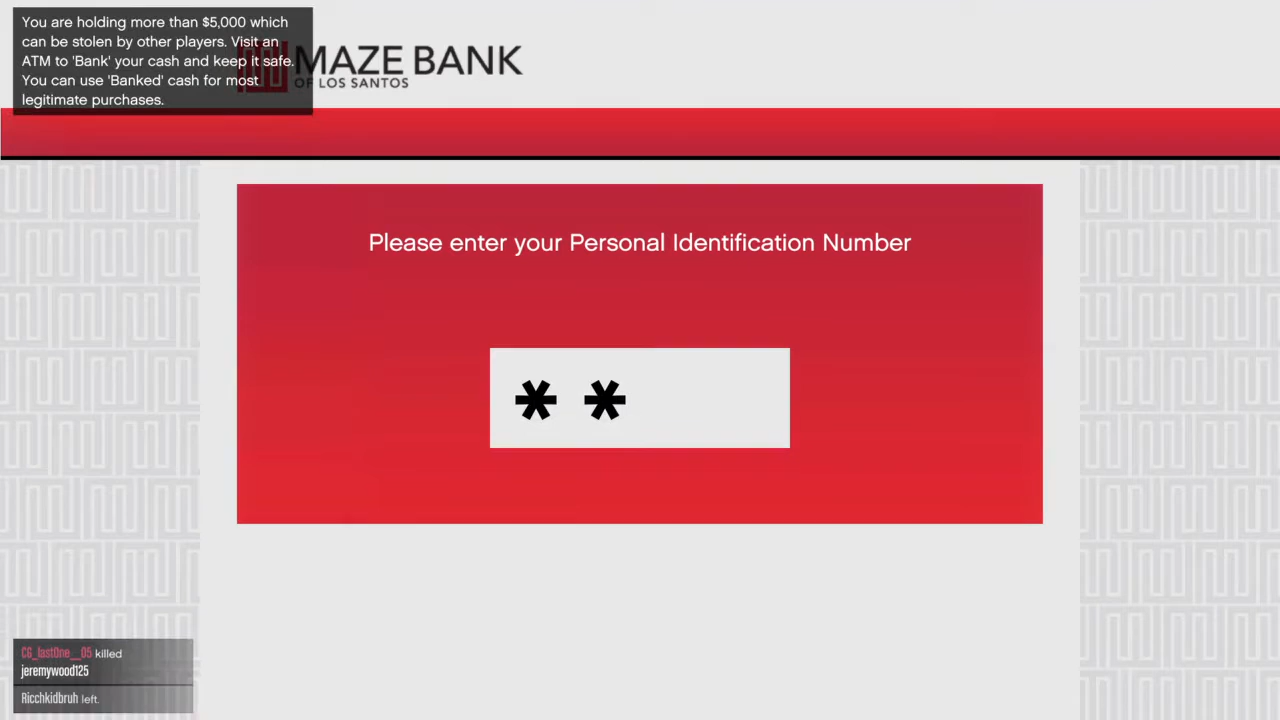 You are holding more than $5,000 which
can be stolen by other players. Visit an
ATM to 'Bank' your cash and keep it safe.
You can use 'Banked' cash for most
legitimate purchases.
MAZE BANK
OF LOS SANTOS
Please enter your Personal Identification Number
* *
CG_lastOne__05 killed
jeremywood125
Ricchkidbruh left.